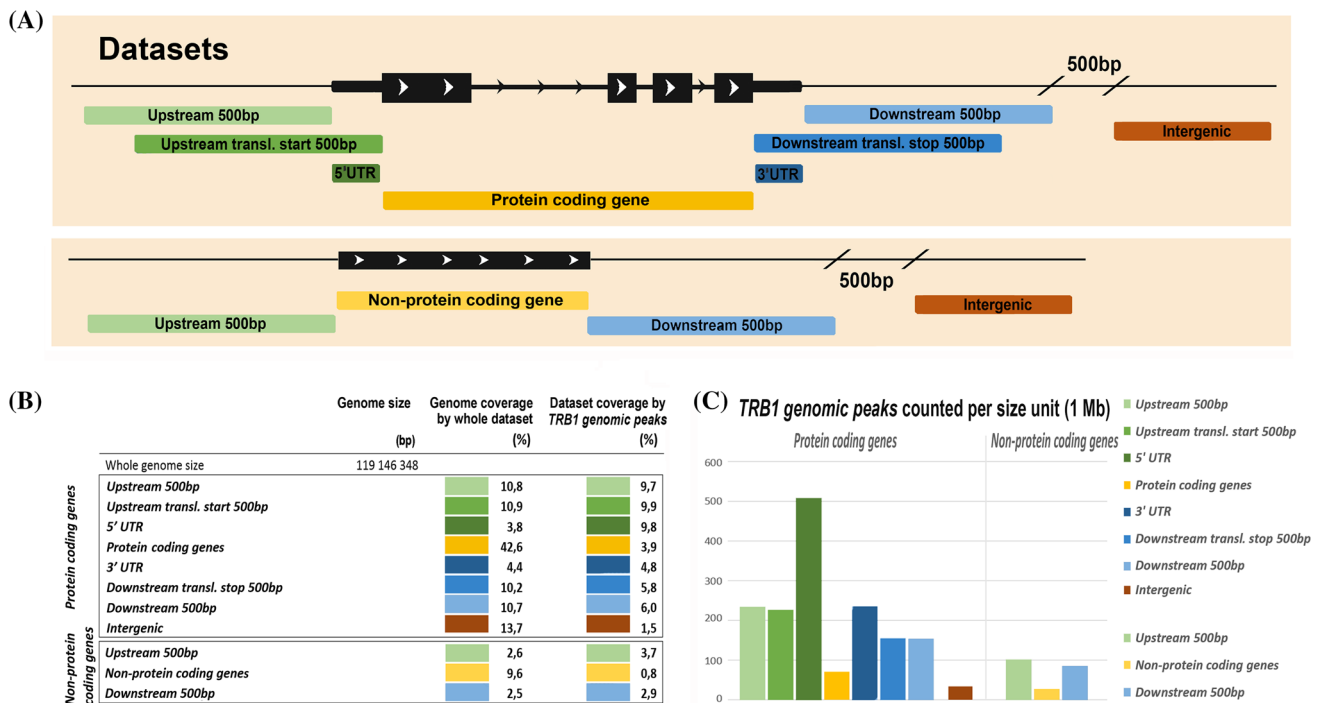 (A)
Datasets
500bp
Upstream 500bp
Downstream 500bp
Intergenic
Upstream transl. start 500bp
Downstream transl. stop 500bp
5'UTR
3'UTR
Protein coding gene
500bp
Non-protein coding gene
Intergenic
Upstream 500bp
Downstream 500bp
(B)
Genome size
(bp)
Genome coverage
by whole dataset
(%)
Dataset coverage by
TRB1 genomic peaks
(%)
Whole genome size 119 146 348
Protein coding genes
Upstream 500bp 10,8 9,7
Upstream transl. start 500bp 10,9 9,9
5' UTR 3,8 9,8
Protein coding genes 42,6 3,9
3' UTR 4,4 4,8
Downstream transl. stop 500bp 10,2 5,8
Downstream 500bp 10,7 6,0
Intergenic 13,7 1,5
Non-protein
coding genes
Upstream 500bp 2,6 3,7
Non-protein coding genes 9,6 0,8
Downstream 500bp 2,5 2,9
(C)
TRB1 genomic peaks counted per size unit (1 Mb)
Protein coding genes
Non-protein coding genes
600
500
400
300
200
100
0
Upstream 500bp
Upstream transl. start 500bp
5' UTR
Protein coding genes
3' UTR
Downstream transl. stop 500bp
Downstream 500bp
Intergenic
Upstream 500bp
Non-protein coding genes
Downstream 500bp